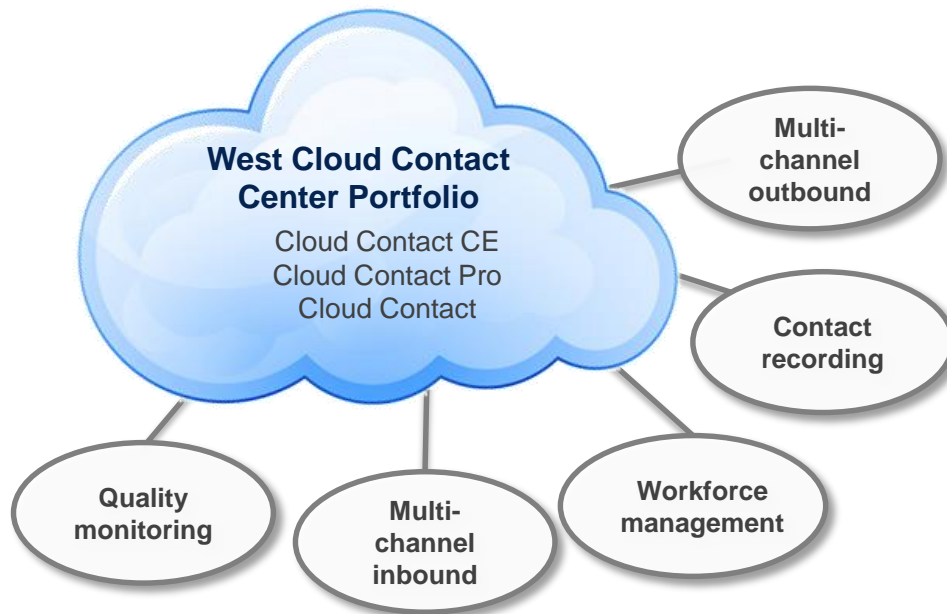 West Cloud Contact
Center Portfolio
Cloud Contact CE
Cloud Contact Pro
Cloud Contact
Multi-
channel
outbound
Contact
recording
Workforce
management
Multi-
channel
inbound
Quality
monitoring